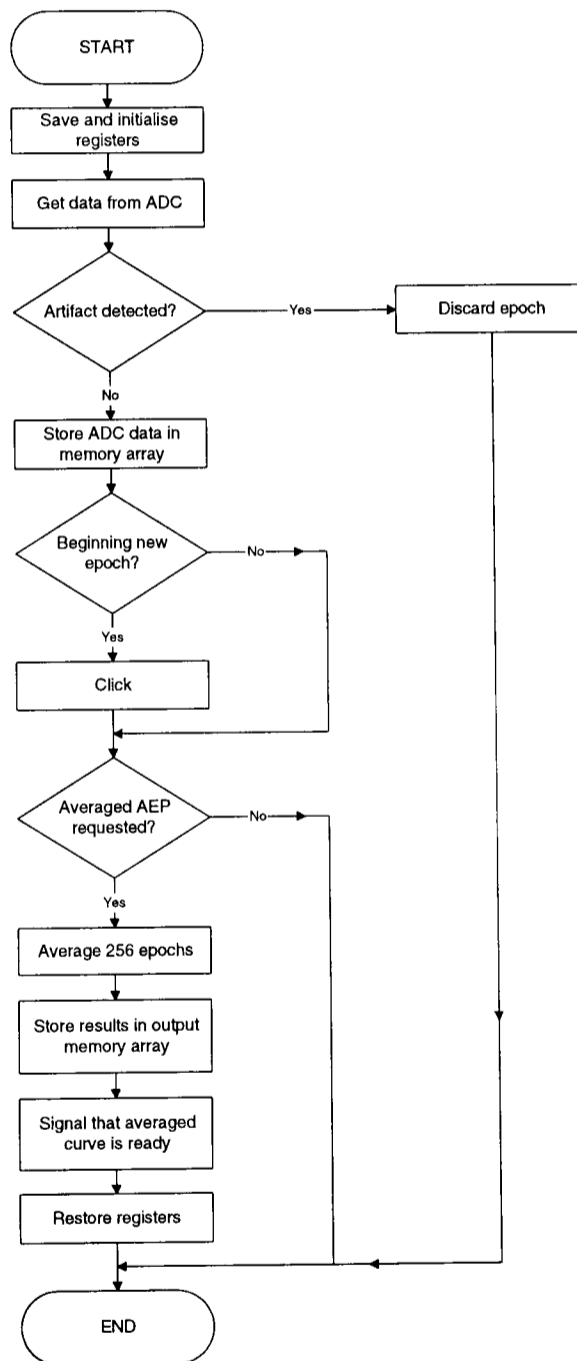 START
Save and initialise
registers
Get data from ADC
Artifact detected?
Yes
Discard epoch
No
Store ADC data in
memory array
Beginning new
epoch?
No
Yes
Click
Averaged AEP
requested?
No
Yes
Average 256 epochs
Store results in output
memory array
Signal that averaged
curve is ready
Restore registers
END